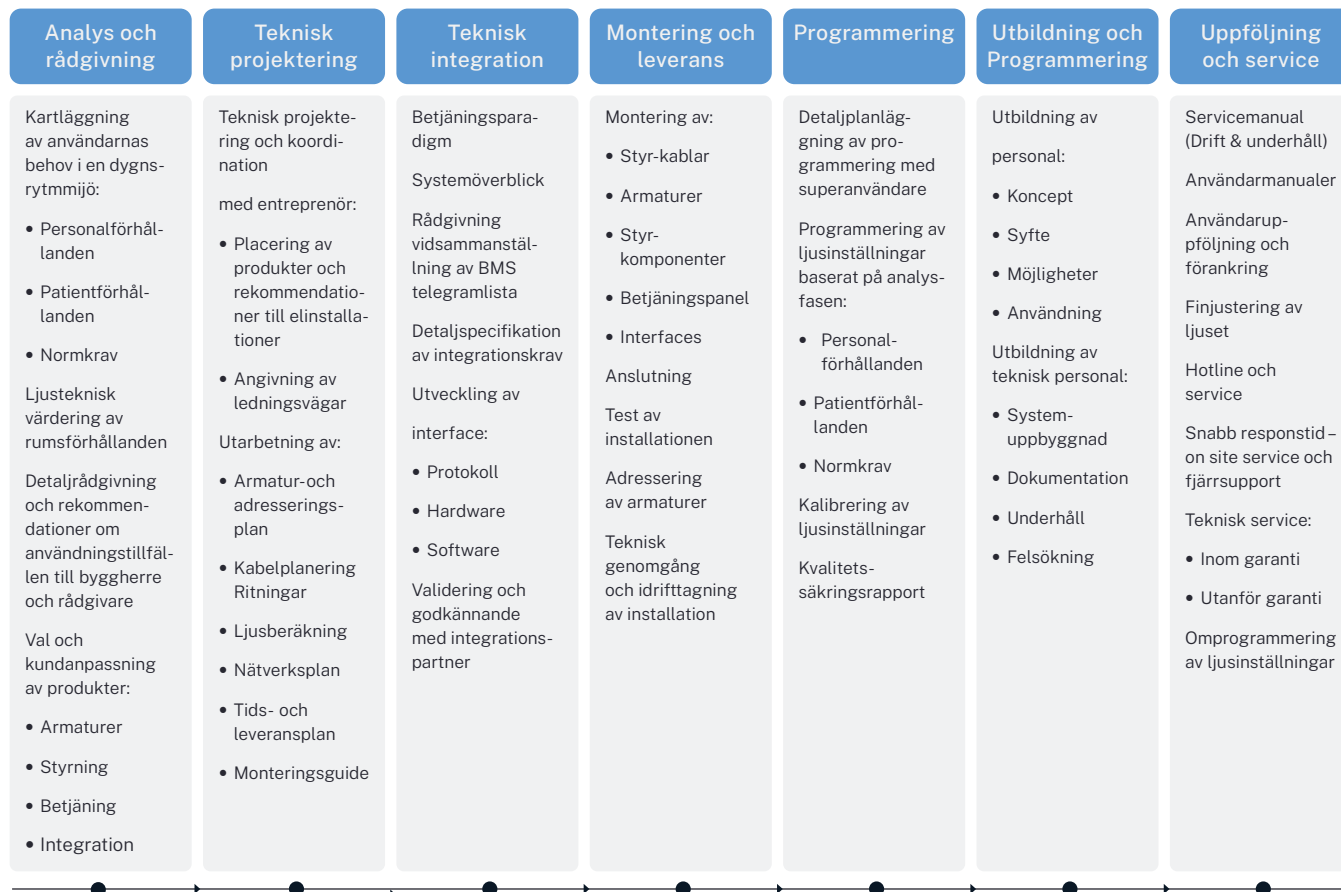 Analys och
rådgivning
Kartläggning
av användarnas
behov i en dygns-
rytmmijö:
• Personalförhål-
landen
• Patientförhål-
landen
• Normkrav
Ljusteknisk
värdering av
rumsförhållanden
Detaljrådgivning
och rekommen-
dationer om
användningstillfäl-
len till byggherre
och rådgivare
Val och
kundanpassning
av produkter:
• Armaturer
• Styrning
• Betjäning
• Integration
Teknisk
projektering
Teknisk projekte-
ring och koordi-
nation
med entreprenör:
• Placering av
produkter och
rekommendatio-
ner till elinstalla-
tioner
• Angivning av
ledningsvägar
Utarbetning av:
• Armatur-och
adresserings-
plan
• Kabelplanering
Ritningar
• Ljusberäkning
• Nätverksplan
• Tids- och
leveransplan
• Monteringsguide
Teknisk
integration
Betjäningspara-
digm
Systemöverblick
Rådgivning
vidsammanstäl-
lning av BMS
telegramlista
Detaljspecifikation
av integrationskrav
Utveckling av
interface:
• Protokoll
• Hardware
• Software
Validering och
godkännande
med integrations-
partner
Montering och
leverans
Montering av:
• Styr-kablar
• Armaturer
• Styr-
komponenter
• Betjäningspanel
• Interfaces
Anslutning
Test av
installationen
Adressering
av armaturer
Teknisk
genomgång
och idrifttagning
av installation
Programmering
Detaljplanläg-
gning av pro-
grammering med
superanvändare
Programmering av
ljusinställningar
baserat på analys-
fasen:
• Personal-
förhållanden
• Patientförhål-
landen
• Normkrav
Kalibrering av
ljusinställningar
Kvalitets-
säkringsrapport
Utbildning och
Programmering
Utbildning av
personal:
• Koncept
• Syfte
• Möjligheter
• Användning
Utbildning av
teknisk personal:
• System-
uppbyggnad
• Dokumentation
• Underhåll
• Felsökning
Uppföljning
och service
Servicemanual
(Drift & underhåll)
Användarmanualer
Användarup-
pföljning och
förankring
Finjustering av
ljuset
Hotline och
service
Snabb responstid –
on site service och
fjärrsupport
Teknisk service:
• Inom garanti
• Utanför garanti
Omprogrammering
av ljusinställningar